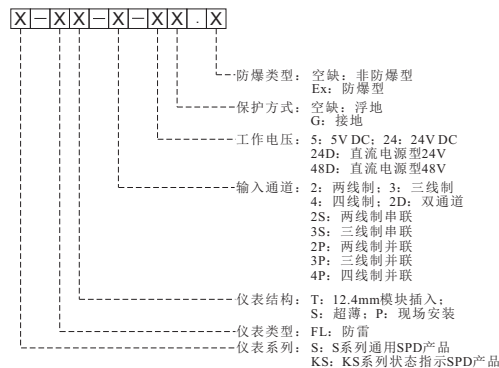 X-XX-X-XX.X
防爆类型：空缺：非防爆型
Ex：防爆型
保护方式：空缺：浮地
G：接地
工作电压：5：5V DC；24：24V DC
24D：直流电源型24V
48D：直流电源型48V
输入通道：2：两线制；3：三线制
4：四线制；2D：双通道
2S：两线制串联
3S：三线制串联
2P：两线制并联
3P：三线制并联
4P：四线制并联
仪表结构：T：12.4mm模块插入；
S：超薄；P：现场安装
仪表类型：FL：防雷
仪表系列：S：S系列通用SPD产品
KS：KS系列状态指示SPD产品